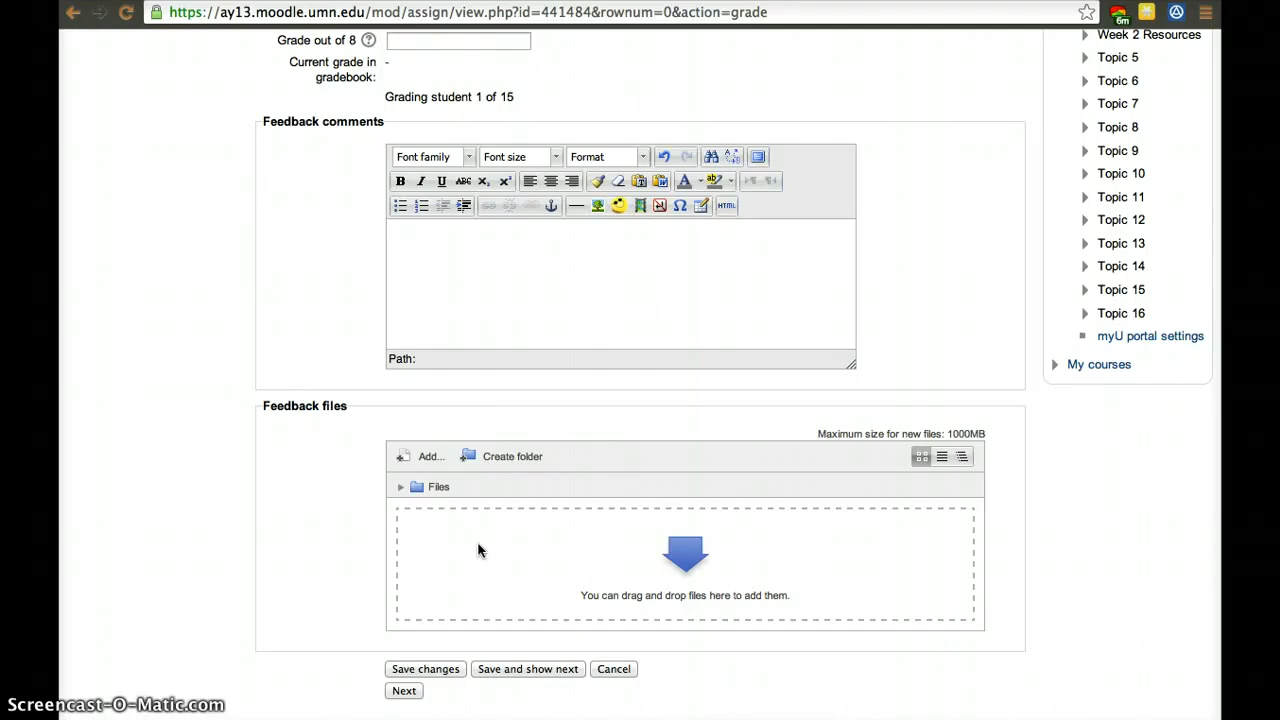 https://ay13.moodle.umn.edu/mod/assign/view.php?id=441484&rownum=0&action=grade
6m
Grade out of 8
Current grade in
gradebook:
-
Grading student 1 of 15
Feedback comments
Font family
Font size
Format
B I U ABC X₂ X²
HTML
Path:
Feedback files
Maximum size for new files: 1000MB
Add...
Create folder
Files
You can drag and drop files here to add them.
Save changes
Save and show next
Cancel
Next
Week 2 Resources
Topic 5
Topic 6
Topic 7
Topic 8
Topic 9
Topic 10
Topic 11
Topic 12
Topic 13
Topic 14
Topic 15
Topic 16
myU portal settings
My courses
Screencast-O-Matic.com